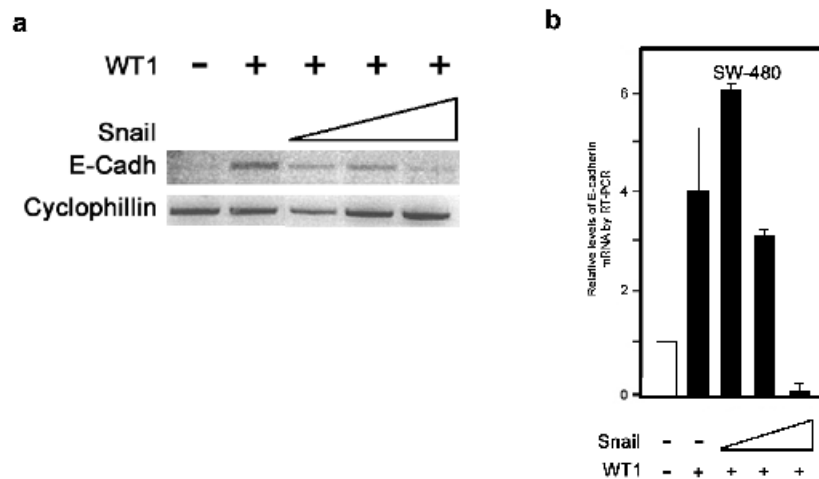 a
WT1 - + + + +
Snail
E-Cadh
Cyclophillin
b
SW-480
Relative levels of E-cadherin
mRNA by RT-PCR
6
4
2
0
Snail - -
WT1 - + + + +